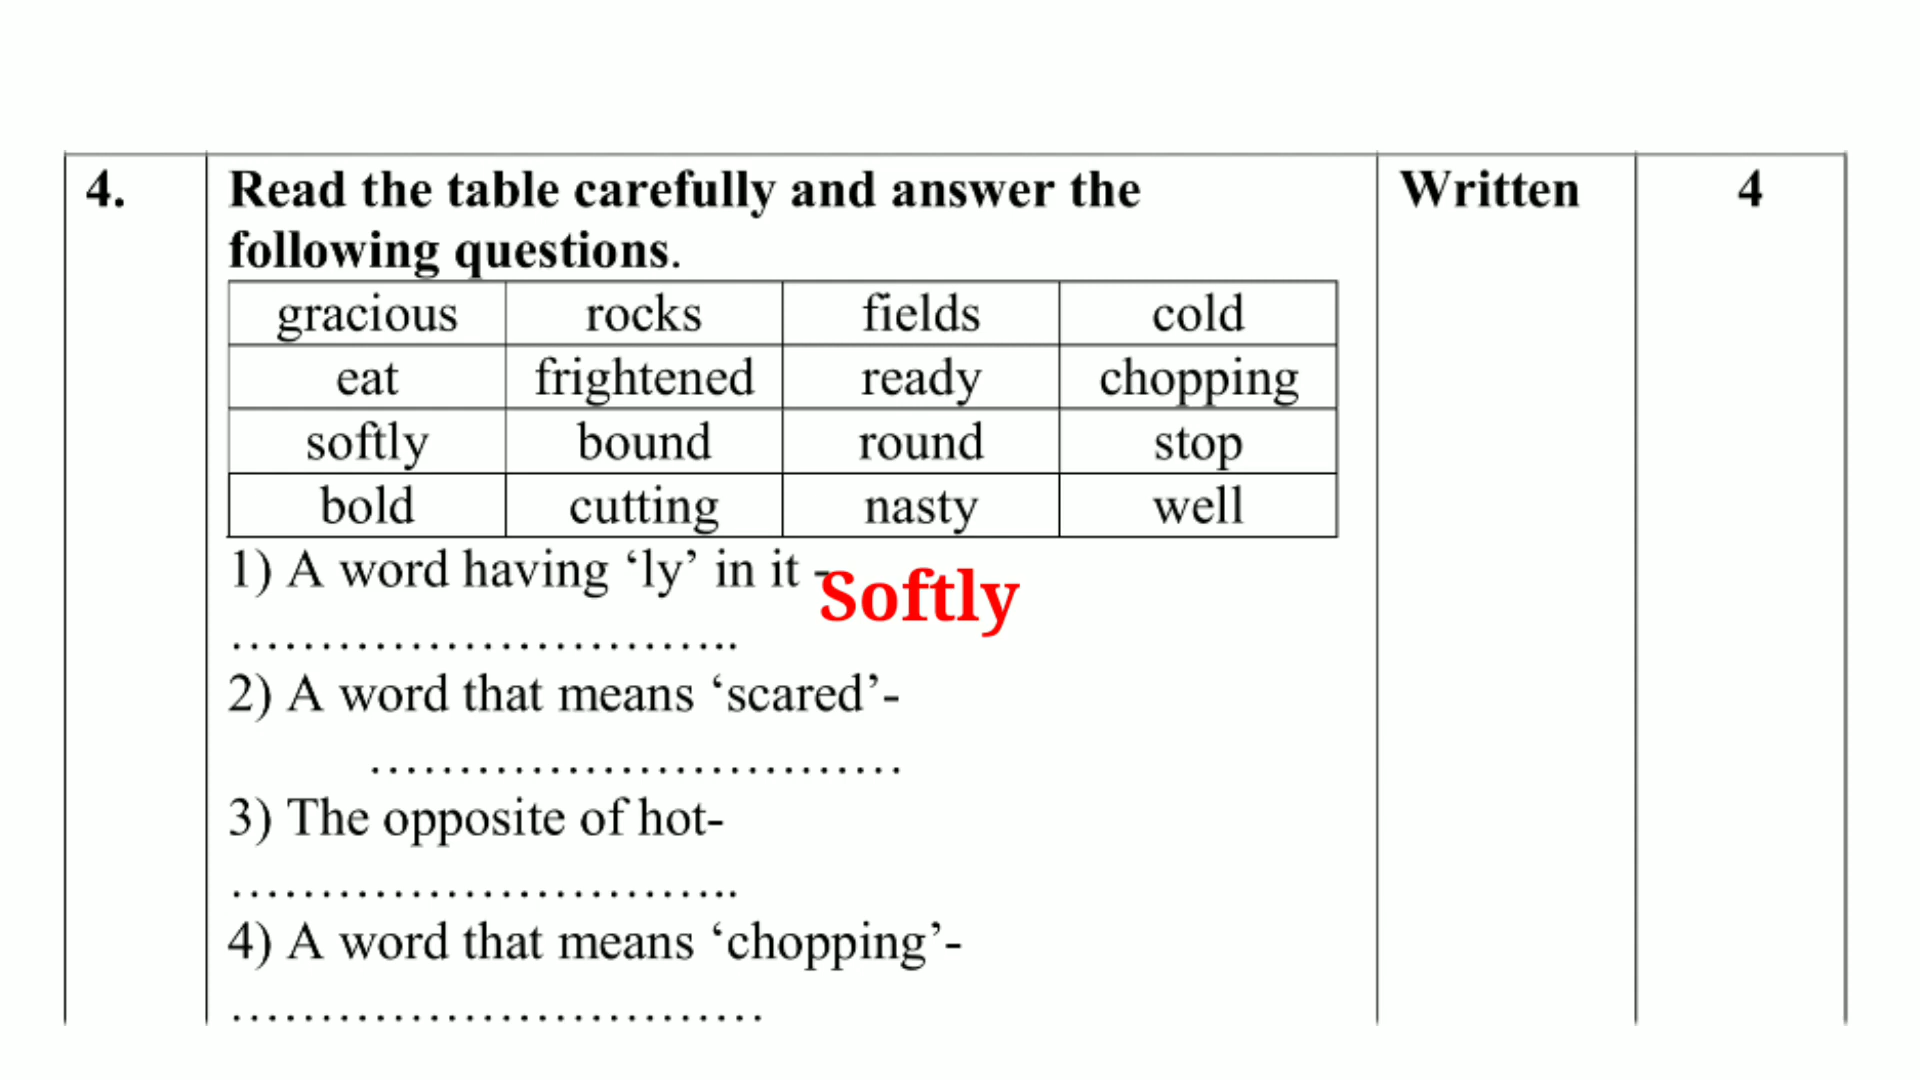 4. Read the table carefully and answer the Written 4
following questions.
gracious rocks fields cold
eat frightened ready chopping
softly bound round stop
bold cutting nasty well
1) A word having ‘ly’ in it -
Softly
………………………..
2) A word that means ‘scared’-
…………………………
3) The opposite of hot-
………………………..
4) A word that means ‘chopping’-
…………………………